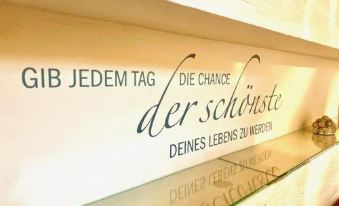 GIB JEDEM TAG DIE CHANCE
der schönste
DEINES LEBENS ZU WERDEN